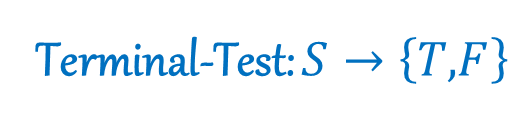 Terminal-Test: S → {T,F}